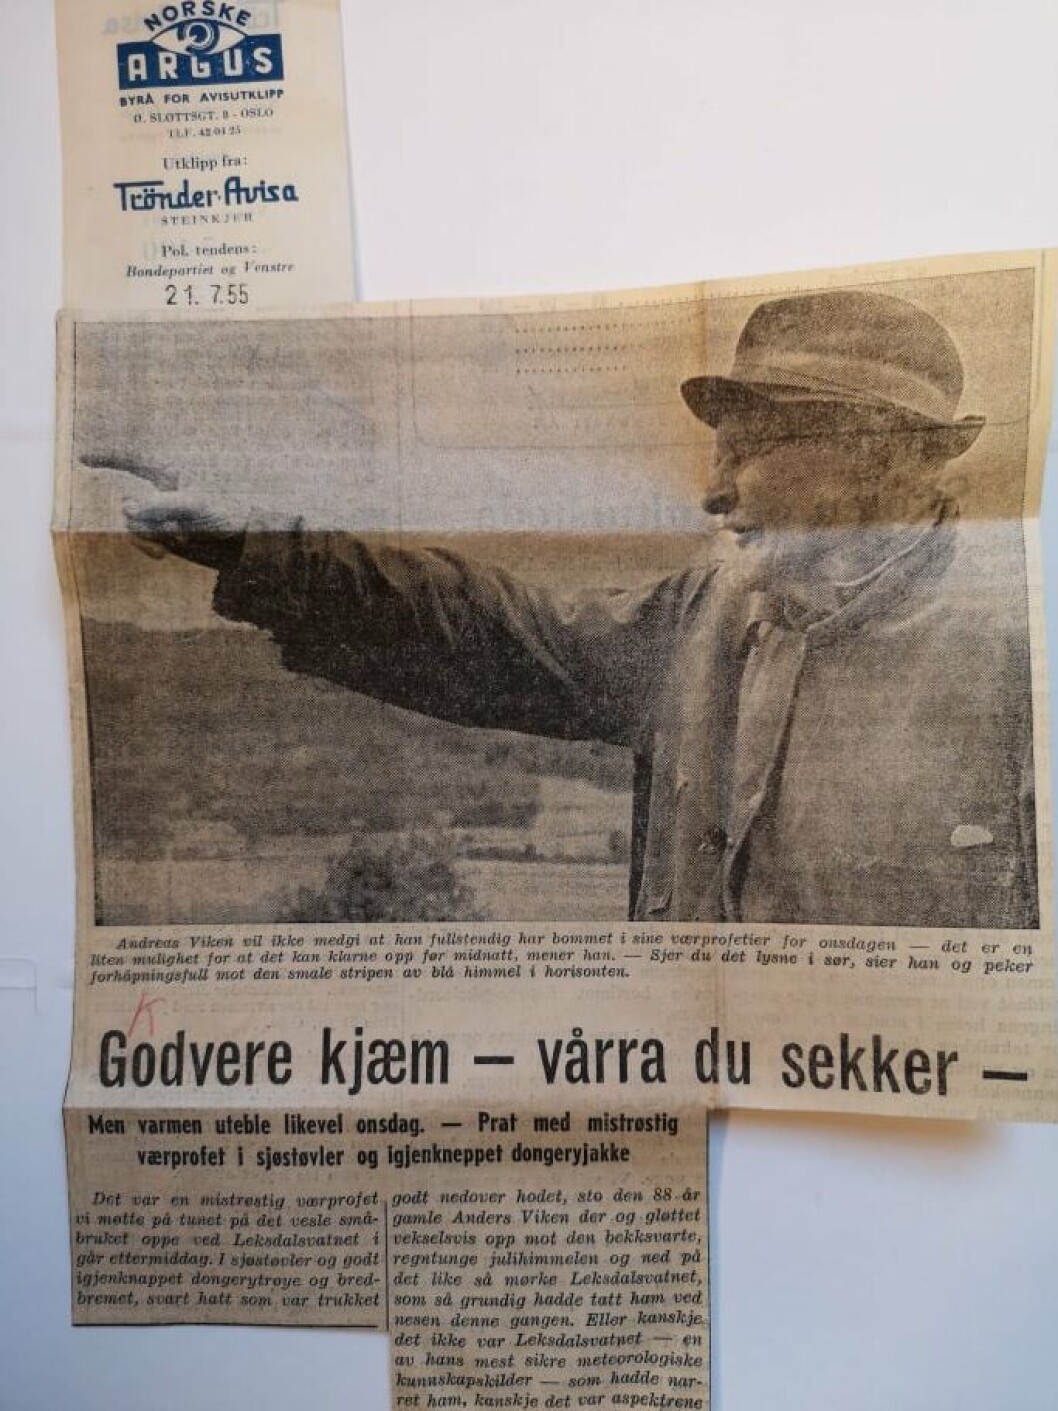 NORSKE
ARGUS
BYRÅ FOR AVISUTKLIPP
Ø. SLOTTSGT. 8 - OSLO
TLF. 42 04 25
Utklipp fra:
Trönder-Avisa
STEINKJER
Pol. tendens:
Bondepartiet og Venstre
21. 7.55
Andreas Viken vil ikke medgi at han fullstendig har bommet i sine værprofetier for onsdagen — det er en
liten mulighet for at det kan klarne opp før midnatt, mener han. — Sjer du det lysne i sør, sier han og peker
forhåpningsfull mot den smale stripen av blå himmel i horisonten.
K
Godvere kjæm — vårra du sekker —
Men varmen uteble likevel onsdag. — Prat med mistrøstig
værprofet i sjøstøvler og igjenkneppet dongeryjakke
Det var en mistrøstig værprofet
vi møtte på tunet på det vesle små-
bruket oppe ved Leksdalsvatnet i
går ettermiddag. I sjøstøvler og godt
igjenknappet dongerytrøye og bred-
bremet, svart hatt som var trukket
godt nedover hodet, sto den 88 år
gamle Anders Viken der og gløttet
vekselsvis opp mot den bekksvarte,
regntunge julihimmelen og ned på
det like så mørke Leksdalsvatnet,
som så grundig hadde tatt ham ved
nesen denne gangen. Eller kanskje
det ikke var Leksdalsvatnet — en
av hans mest sikre meteorologiske
kunnskapskilder — som hadde nar-
ret ham, kanskje det var aspektrene